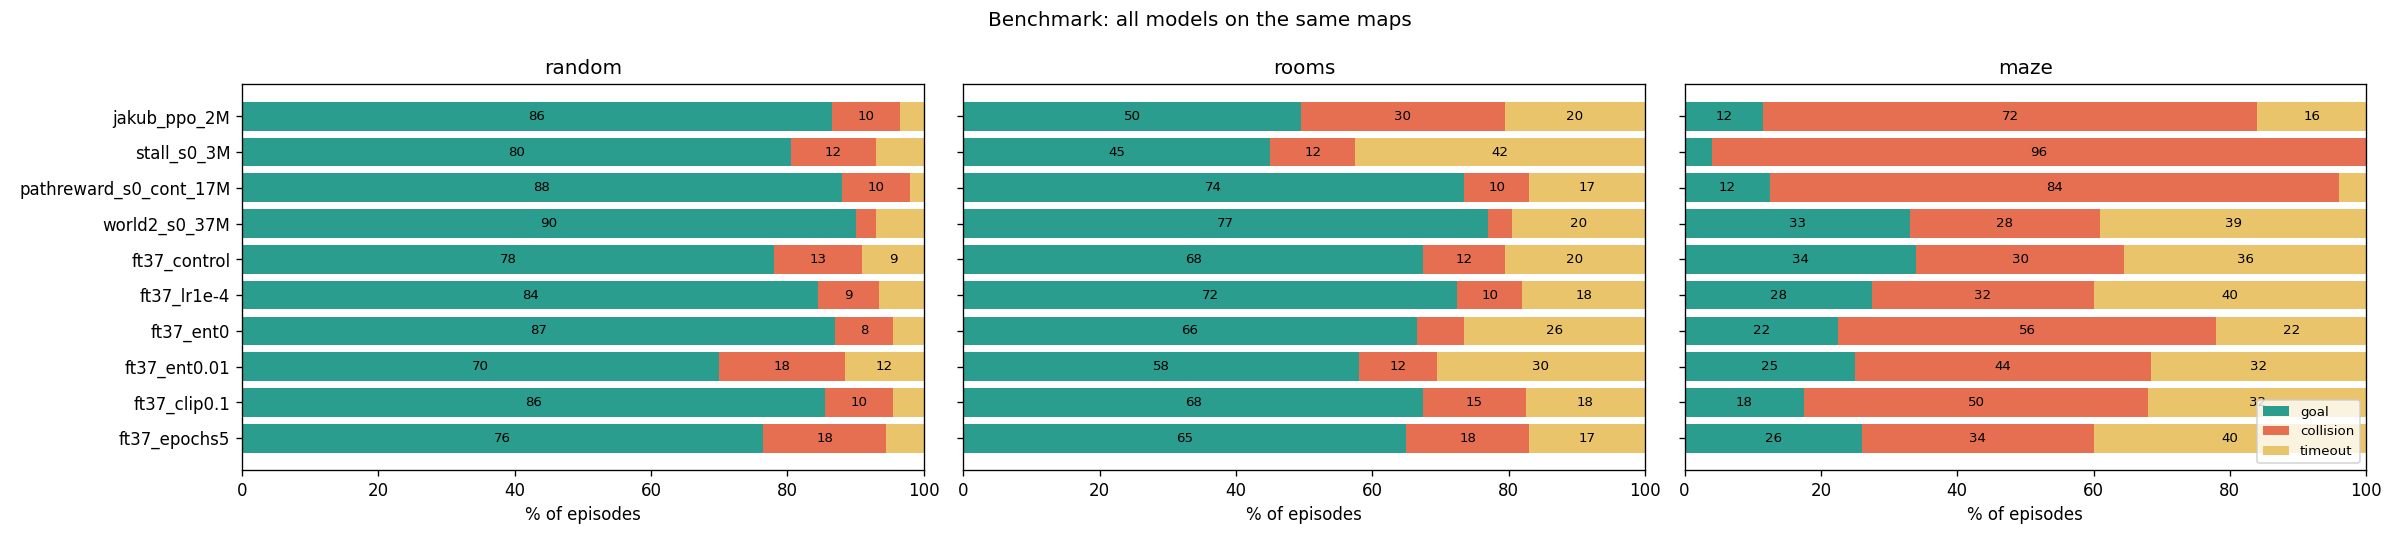 Benchmark: all models on the same maps
random
rooms
maze
jakub_ppo_2M
86 10
50 30 20
12 72 16
stall_s0_3M
80 12
45 12 42
96
pathreward_s0_cont_17M
88 10
74 10 17
12 84
world2_s0_37M
90
77 20
33 28 39
ft37_control
78 13 9
68 12 20
34 30 36
ft37_lr1e-4
84 9
72 10 18
28 32 40
ft37_ent0
87 8
66 26
22 56 22
ft37_ent0.01
70 18 12
58 12 30
25 44 32
ft37_clip0.1
86 10
68 15 18
18 50
ft37_epochs5
76 18
65 18 17
26 34 40
goal
collision
timeout
0 20 40 60 80 100
0 20 40 60 80 100
0 20 40 60 80 100
% of episodes
% of episodes
% of episodes